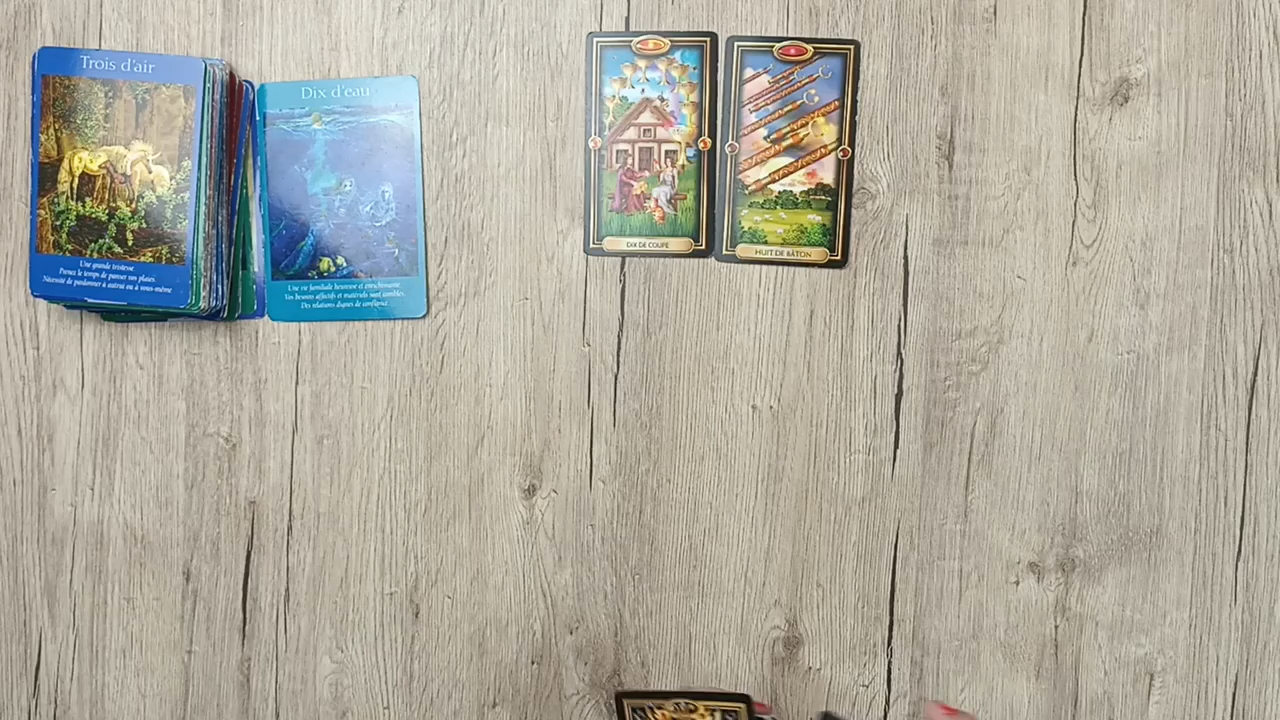 Trois d'air
Une grande tristesse
Prenez le temps de panser vos plaies
Nécessité de pardonner à autrui ou à vous-même
Dix d'eau
Une vie familiale heureuse et enrichissante
Vos besoins affectifs et matériels sont comblés
Des relations dignes de confiance
DIX DE COUPE
HUIT DE BÂTON